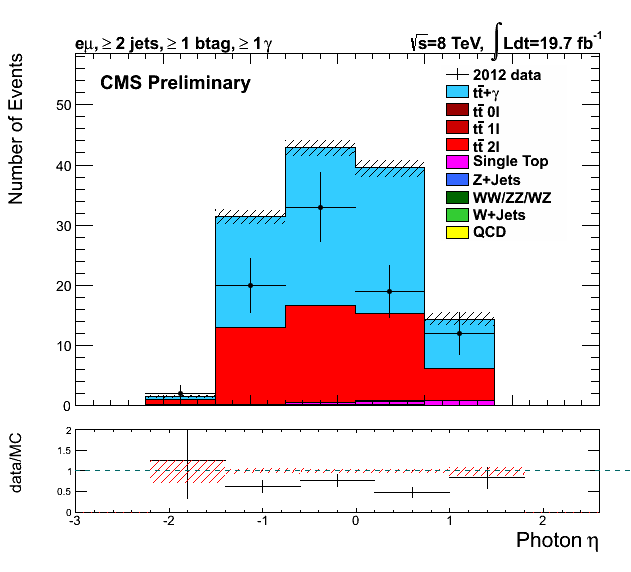 eμ, ≥ 2 jets, ≥ 1 btag, ≥ 1 γ
√s=8 TeV, ∫Ldt=19.7 fb⁻¹
CMS Preliminary
2012 data
tt̄+γ
tt̄ 0l
tt̄ 1l
tt̄ 2l
Single Top
Z+Jets
WW/ZZ/WZ
W+Jets
QCD
Number of Events
50
40
30
20
10
0
data/MC
2
1.5
1
0.5
0
-3 -2 -1 0 1 2
Photon η